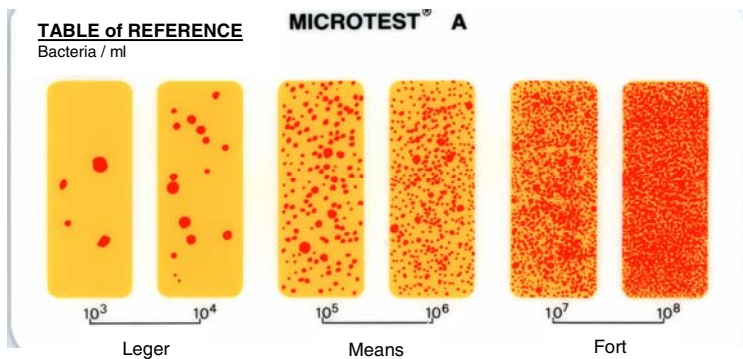 MICROTEST® A
TABLE of REFERENCE
Bacteria / ml
10³ 10⁴ 10⁵ 10⁶ 10⁷ 10⁸
Leger Means Fort